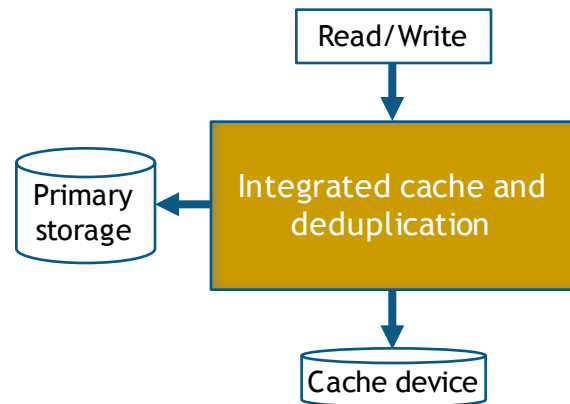 Read/Write
Integrated cache and
deduplication
Primary
storage
Cache device